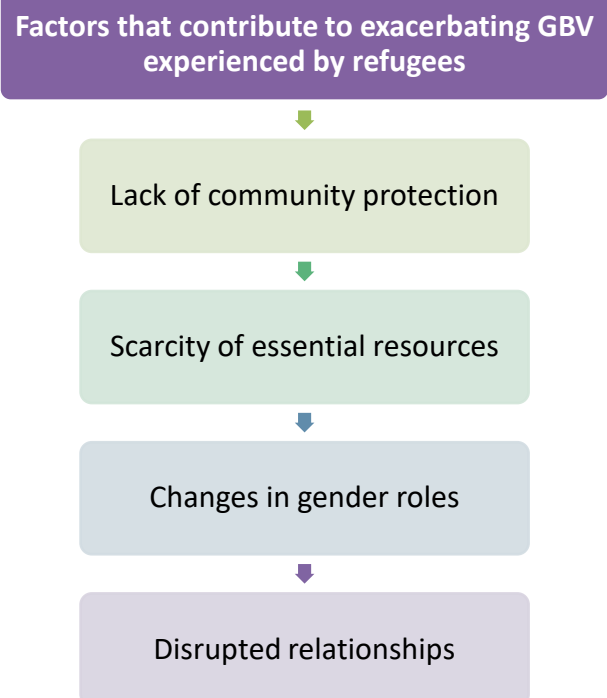 Factors that contribute to exacerbating GBV
experienced by refugees
Lack of community protection
Scarcity of essential resources
Changes in gender roles
Disrupted relationships